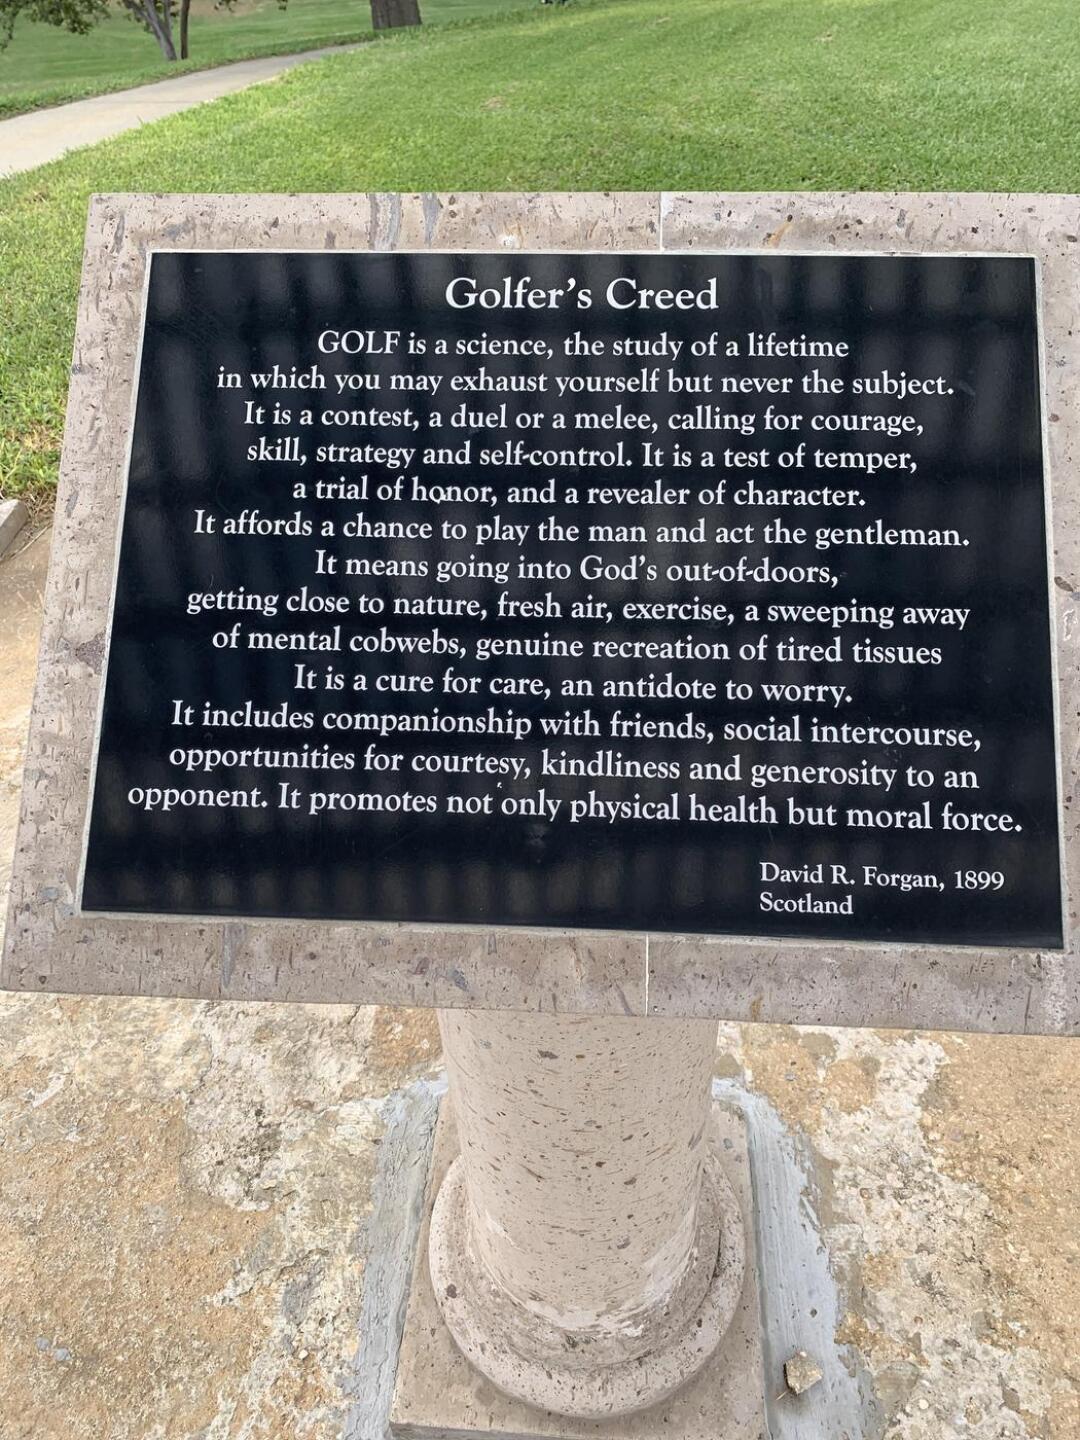 Golfer's Creed
GOLF is a science, the study of a lifetime
in which you may exhaust yourself but never the subject.
It is a contest, a duel or a melee, calling for courage,
skill, strategy and self-control. It is a test of temper,
a trial of honor, and a revealer of character.
It affords a chance to play the man and act the gentleman.
It means going into God's out-of-doors,
getting close to nature, fresh air, exercise, a sweeping away
of mental cobwebs, genuine recreation of tired tissues
It is a cure for care, an antidote to worry.
It includes companionship with friends, social intercourse,
opportunities for courtesy, kindliness and generosity to an
opponent. It promotes not only physical health but moral force.
David R. Forgan, 1899
Scotland